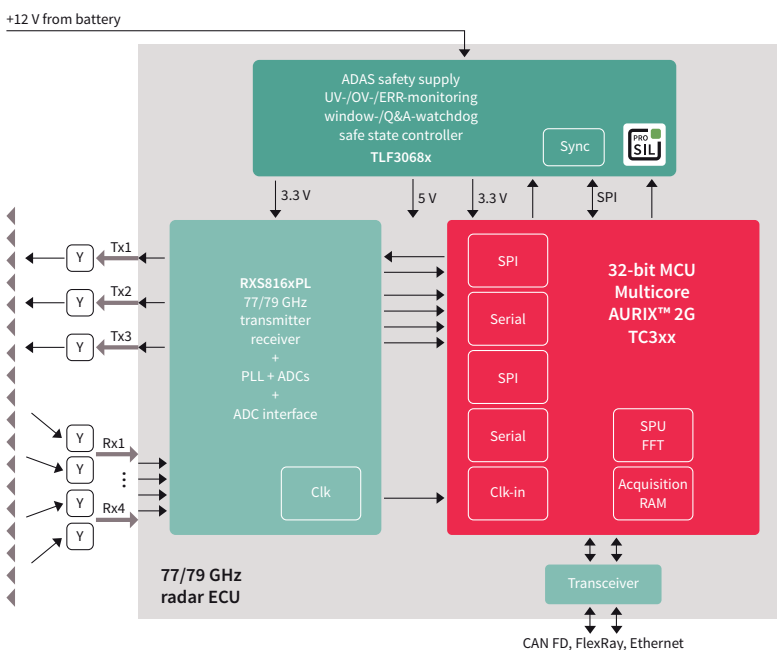 +12 V from battery
ADAS safety supply
UV-/OV-/ERR-monitoring
window-/Q&A-watchdog
safe state controller
TLF3068x
Sync
PRO
SIL
3.3 V
5 V
3.3 V
SPI
Tx1
Y
Tx2
Y
Tx3
Y
Y
Rx1
Y
Y
Rx4
Y
RXS816xPL
77/79 GHz
transmitter
receiver
+
PLL + ADCs
+
ADC interface
Clk
SPI
Serial
SPI
Serial
Clk-in
32-bit MCU
Multicore
AURIX™ 2G
TC3xx
SPU
FFT
Acquisition
RAM
77/79 GHz
radar ECU
Transceiver
CAN FD, FlexRay, Ethernet